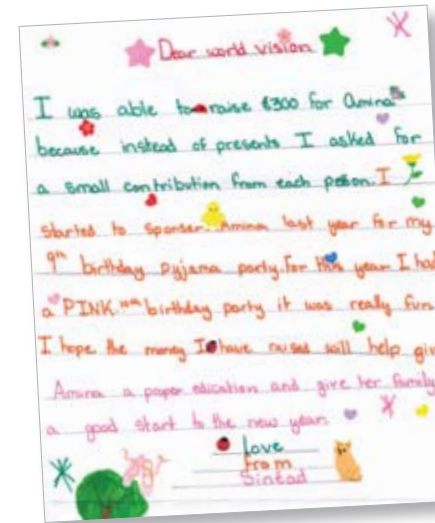 Dear world vision
I was able to raise €300 for Amina
because instead of presents I asked for
a small contribution from each person. I
started to sponser Amina last year for my
9th birthday pyjama party. For this year I had
a PINK 10th birthday party it was really fun
I hope the money I have raised will help give
Amina a paper edication and give her family
a good start to the new year.
Love
from
Sinead